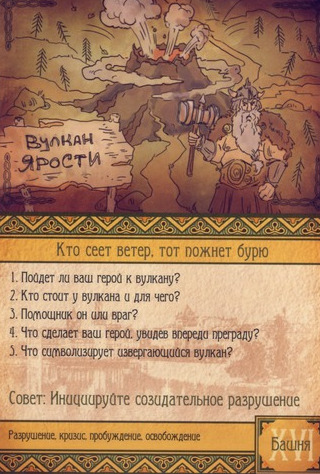 Вулкан
Ярости
Кто сеет ветер, тот пожнет бурю
1. Пойдет ли ваш герой к вулкану?
2. Кто стоит у вулкана и для чего?
3. Помощник он или враг?
4. Что сделает ваш герой, увидев впереди преграду?
5. Что символизирует извергающийся вулкан?
Совет: Инициируйте созидательное разрушение
Разрушение, кризис, пробуждение, освобождение
XVI
Башня